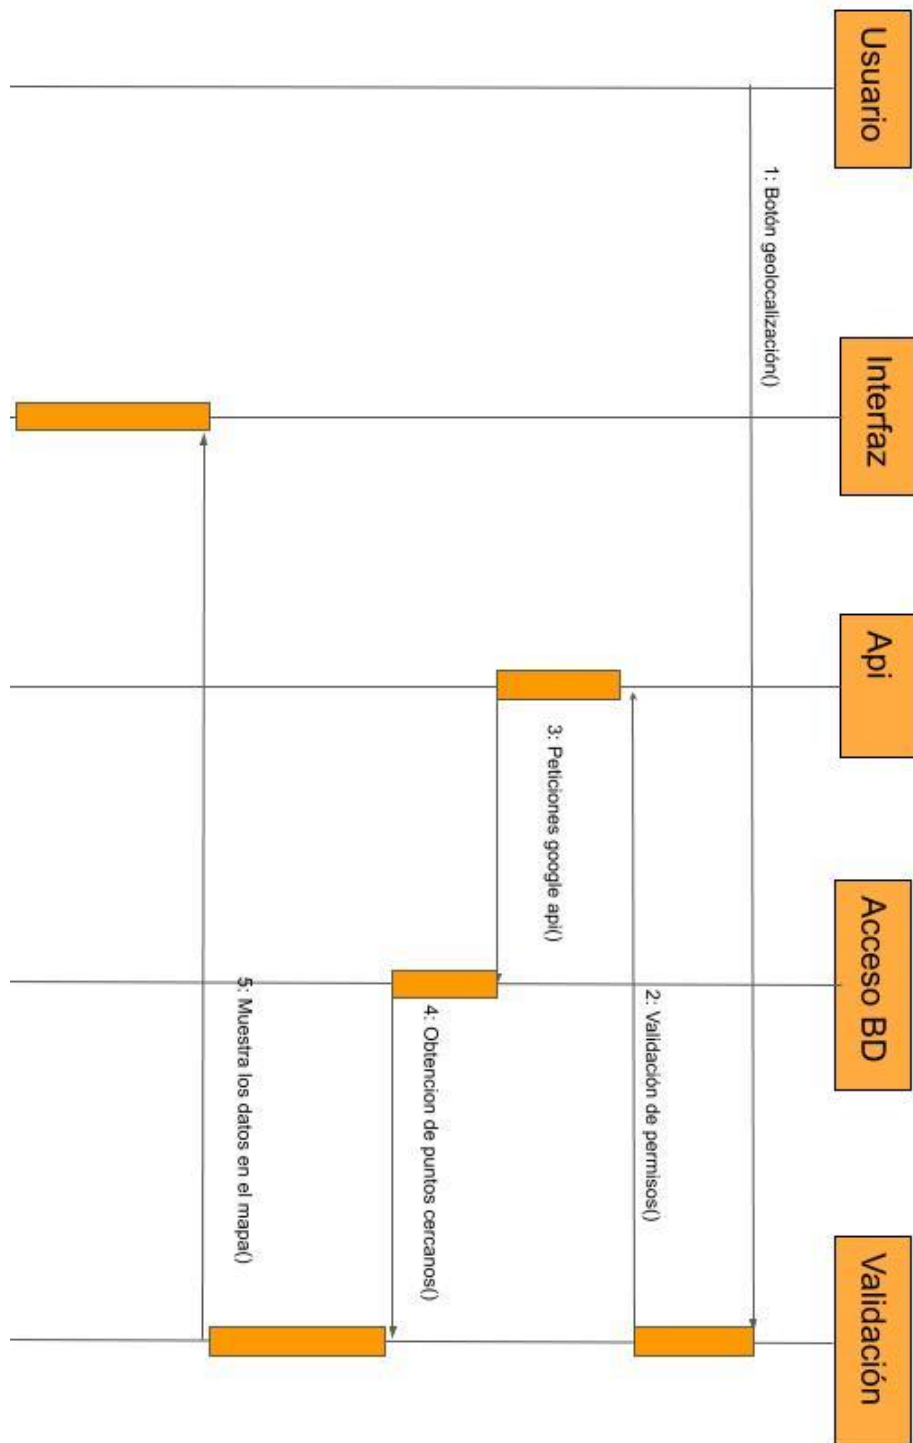 Usuario
Interfaz
Api
Acceso BD
Validación
1: Botón geolocalización()
2: Validación de permisos()
3: Peticiones google api()
4: Obtencion de puntos cercanos()
5: Muestra los datos en el mapa()